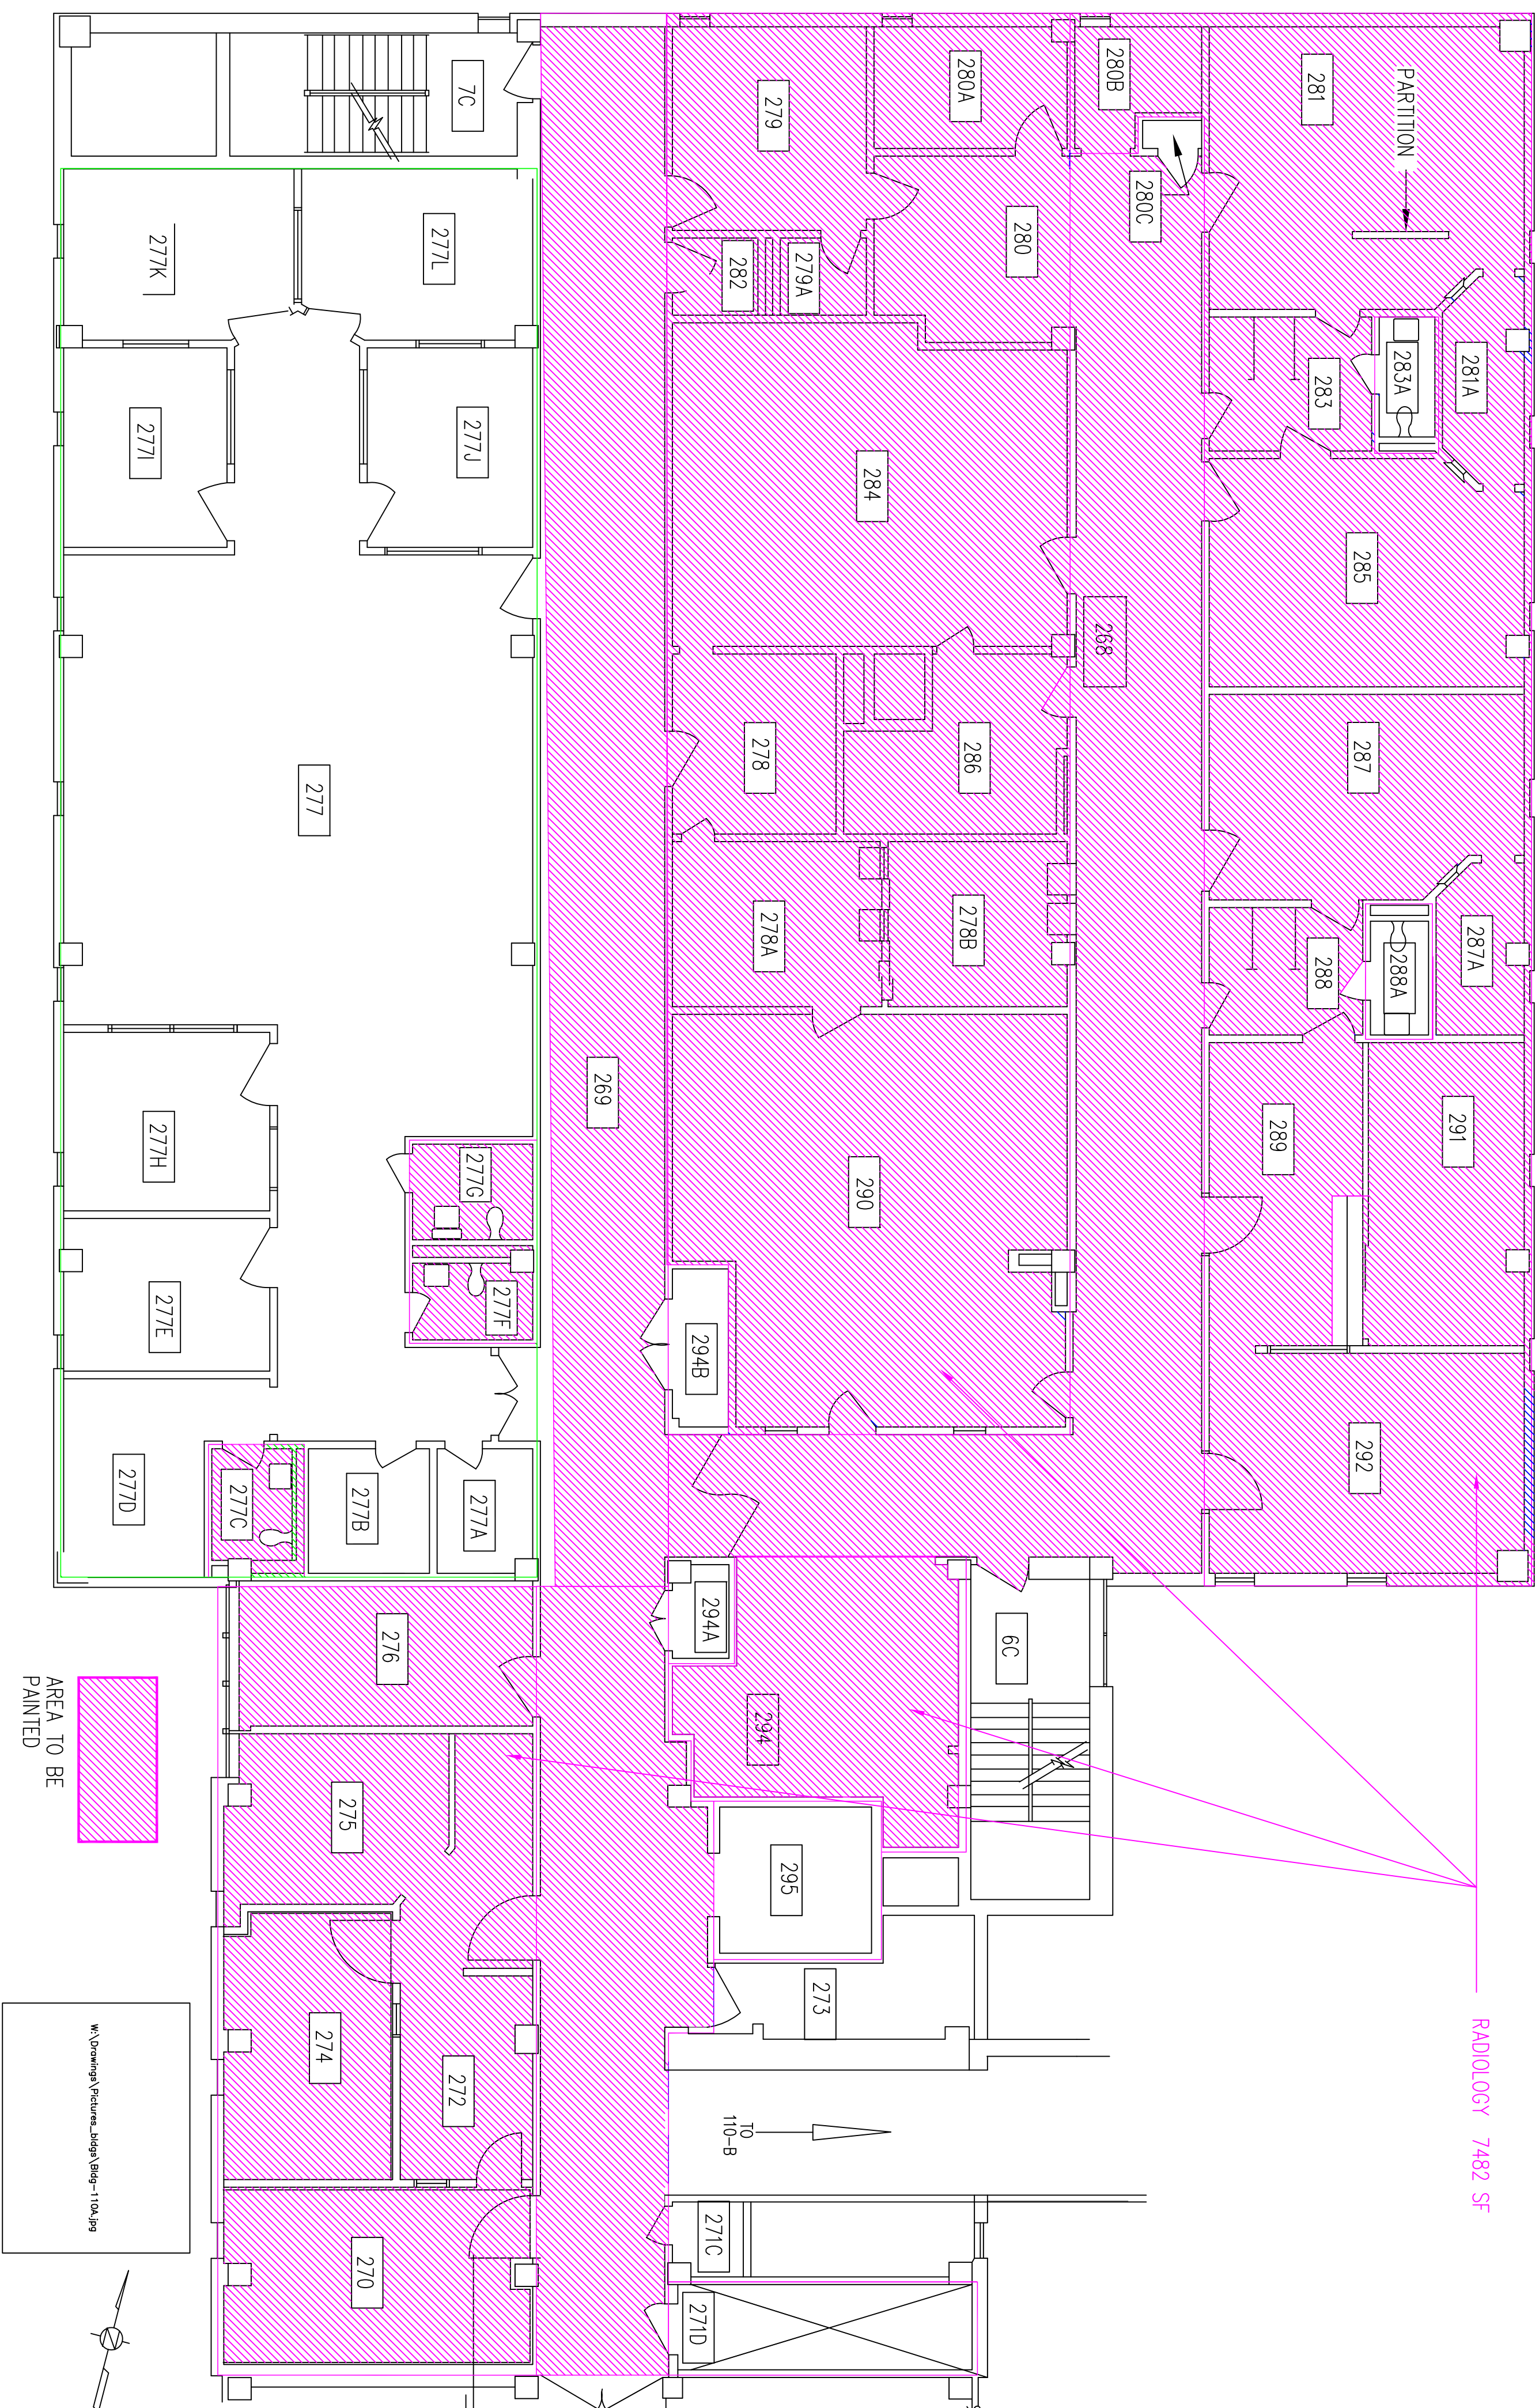 7C
279
280A
280B
281
PARTITION
280C
277K
277L
282
279A
280
283
283A
281A
277I
277J
284
285
268
277
278
286
287
278A
278B
288
288A
287A
269
277H
277G
290
289
291
277E
277F
294B
277D
277C
277B
277A
292
276
294A
294
6C
AREA TO BE
PAINTED
275
295
274
272
273
RADIOLOGY 7482 SF
TO
110-B
W:\Drawings\Pictures_bldgs\Bldg-110A.jpg
270
271C
271D
N